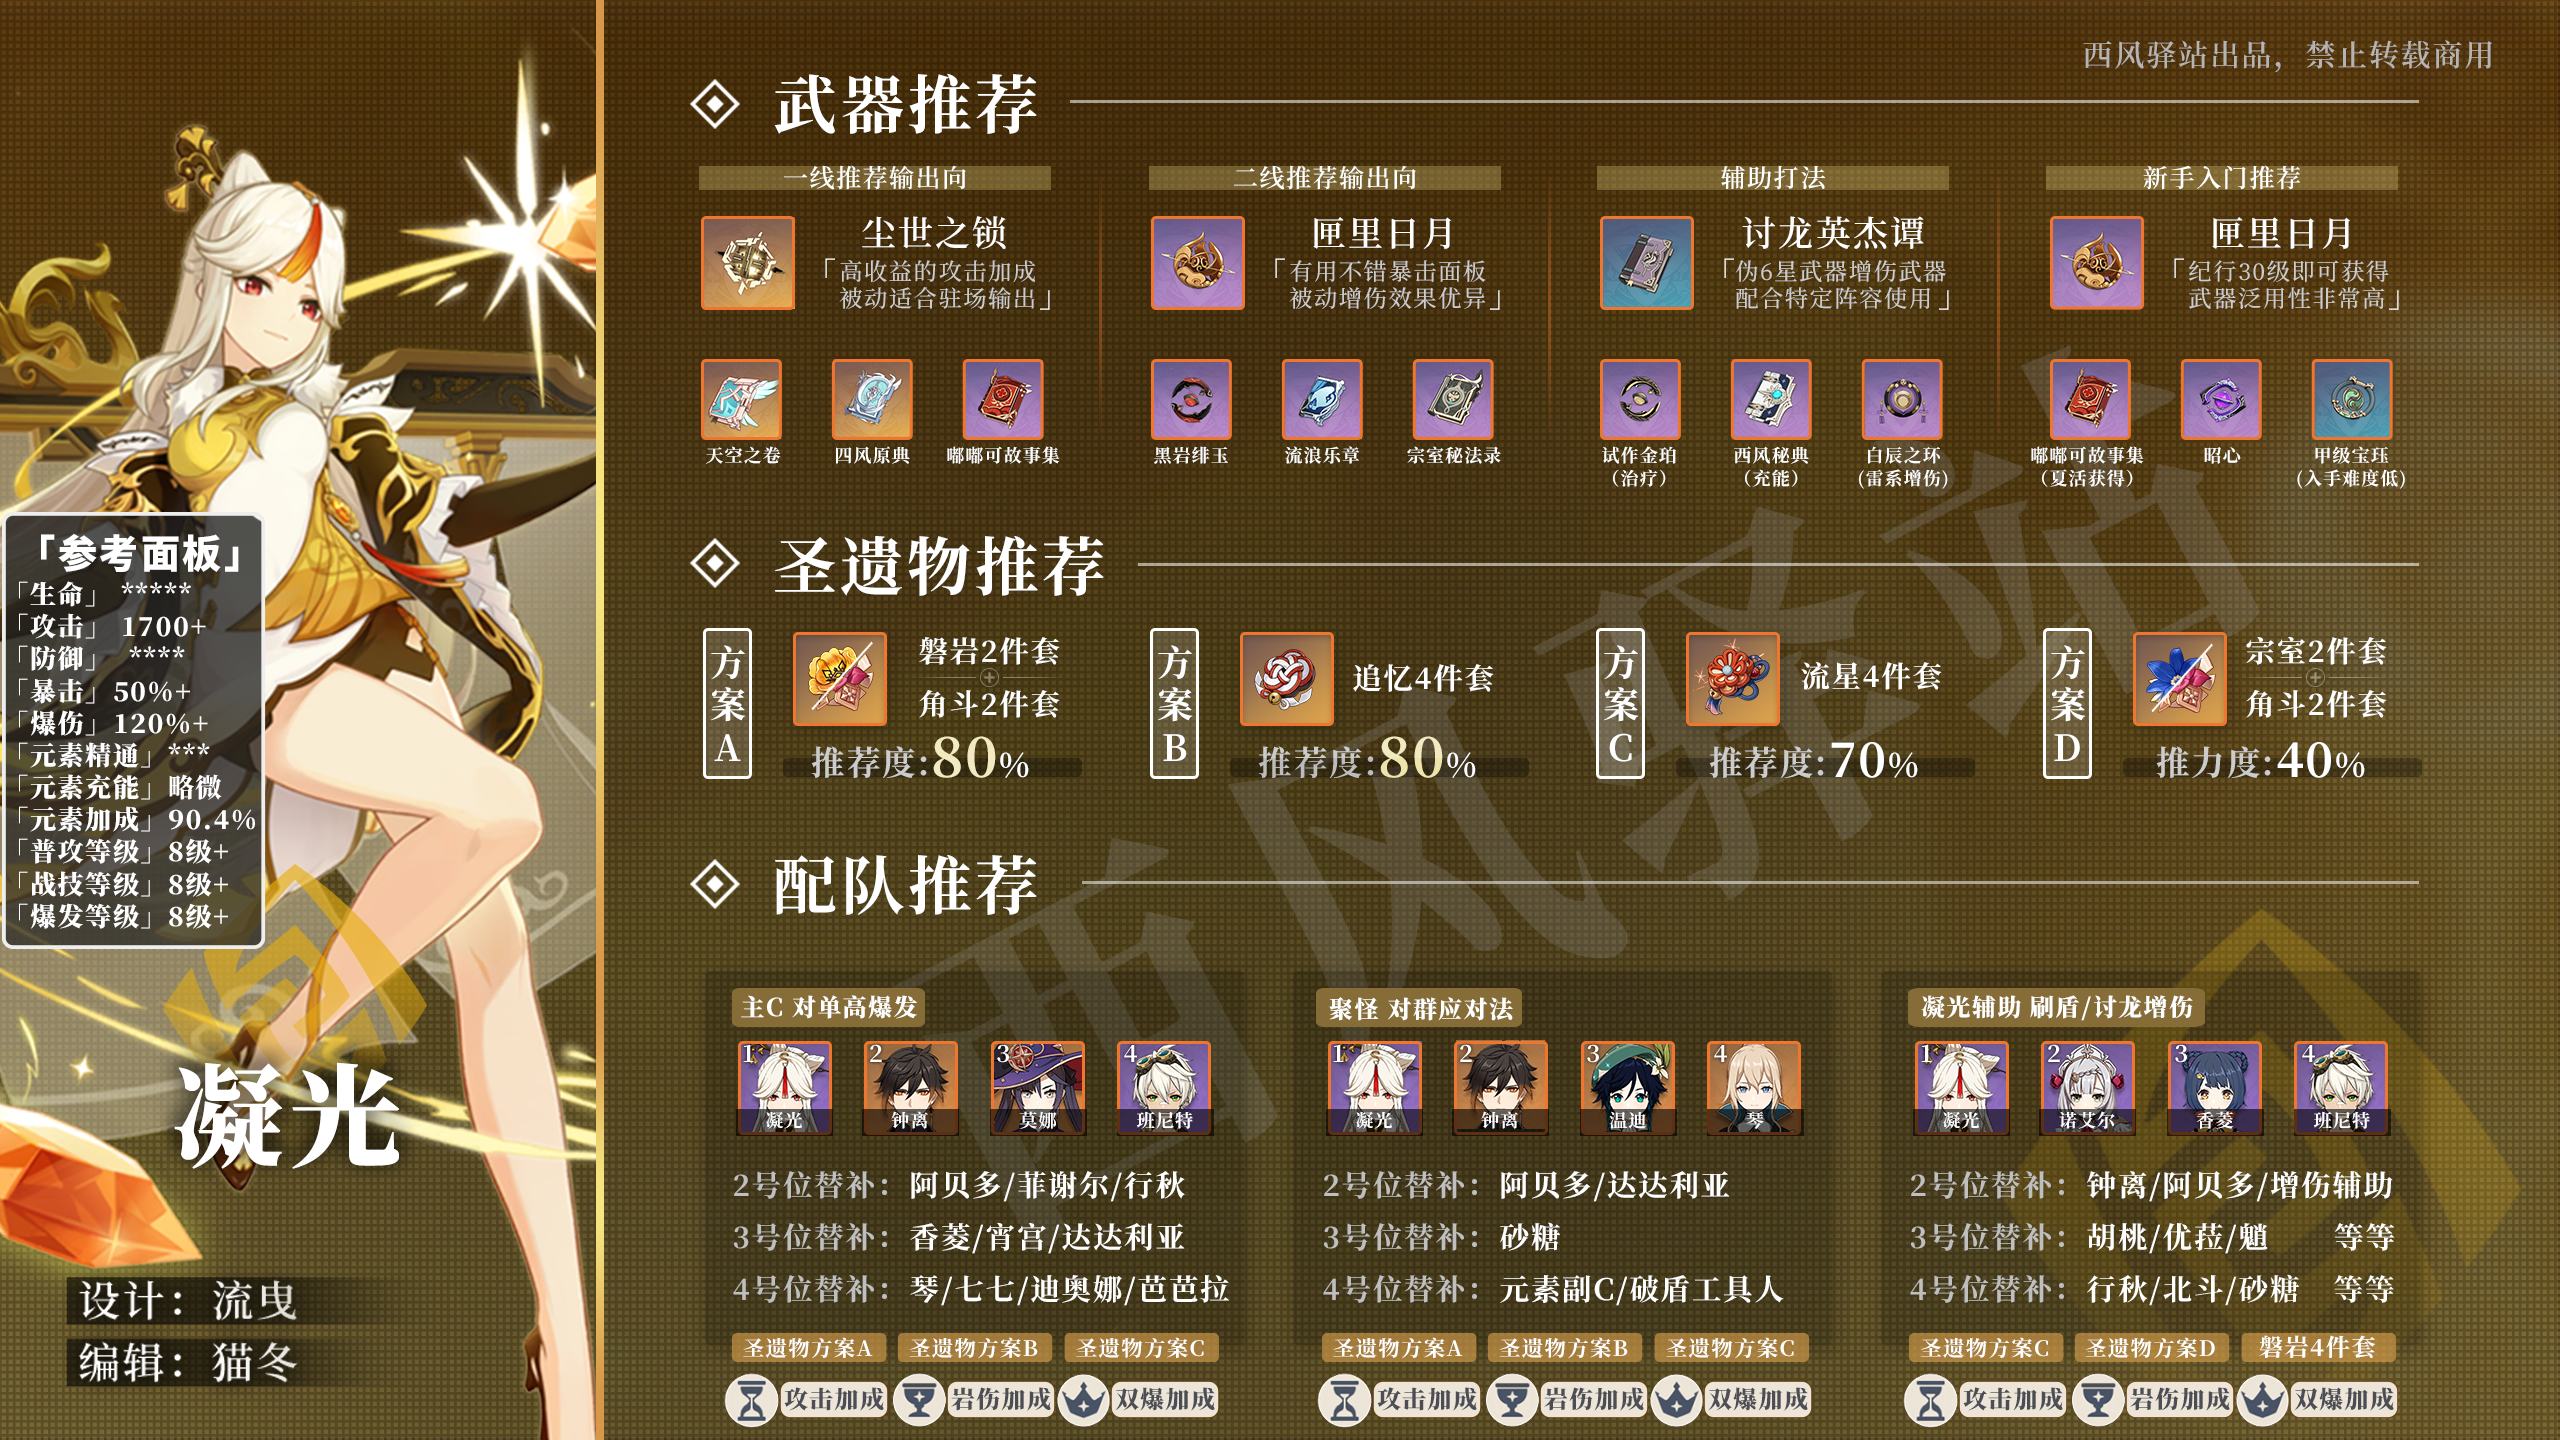 西风驿站出品，禁止转载商用
武器推荐
一线推荐输出向
尘世之锁
「高收益的攻击加成
被动适合驻场输出」
天空之卷
四风原典
嘟嘟可故事集
二线推荐输出向
匣里日月
「有用不错暴击面板
被动增伤效果优异」
黑岩绯玉
流浪乐章
宗室秘法录
辅助打法
讨龙英杰谭
「伪6星武器增伤武器
配合特定阵容使用」
试作金珀
（治疗）
西风秘典
（充能）
白辰之环
(雷系增伤)
新手入门推荐
匣里日月
「纪行30级即可获得
武器泛用性非常高」
嘟嘟可故事集
（夏活获得）
昭心
甲级宝珏
(入手难度低)
圣遗物推荐
方案A
磐岩2件套
角斗2件套
推荐度:80%
方案B
追忆4件套
推荐度:80%
方案C
流星4件套
推荐度:70%
方案D
宗室2件套
角斗2件套
推力度:40%
配队推荐
主C 对单高爆发
1 凝光
2 钟离
3 莫娜
4 班尼特
2号位替补：阿贝多/菲谢尔/行秋
3号位替补：香菱/宵宫/达达利亚
4号位替补：琴/七七/迪奥娜/芭芭拉
圣遗物方案A
圣遗物方案B
圣遗物方案C
攻击加成
岩伤加成
双爆加成
聚怪 对群应对法
1 凝光
2 钟离
3 温迪
4 琴
2号位替补：阿贝多/达达利亚
3号位替补：砂糖
4号位替补：元素副C/破盾工具人
圣遗物方案A
圣遗物方案B
圣遗物方案C
攻击加成
岩伤加成
双爆加成
凝光辅助 刷盾/讨龙增伤
1 凝光
2 诺艾尔
3 香菱
4 班尼特
2号位替补：钟离/阿贝多/增伤辅助
3号位替补：胡桃/优菈/魈 等等
4号位替补：行秋/北斗/砂糖 等等
圣遗物方案C
圣遗物方案D
磐岩4件套
攻击加成
岩伤加成
双爆加成
「参考面板」
「生命」 *****
「攻击」 1700+
「防御」 ****
「暴击」50%+
「爆伤」120%+
「元素精通」***
「元素充能」略微
「元素加成」90.4%
「普攻等级」8级+
「战技等级」8级+
「爆发等级」8级+
凝光
设计：流曳
编辑：猫冬
西风驿站